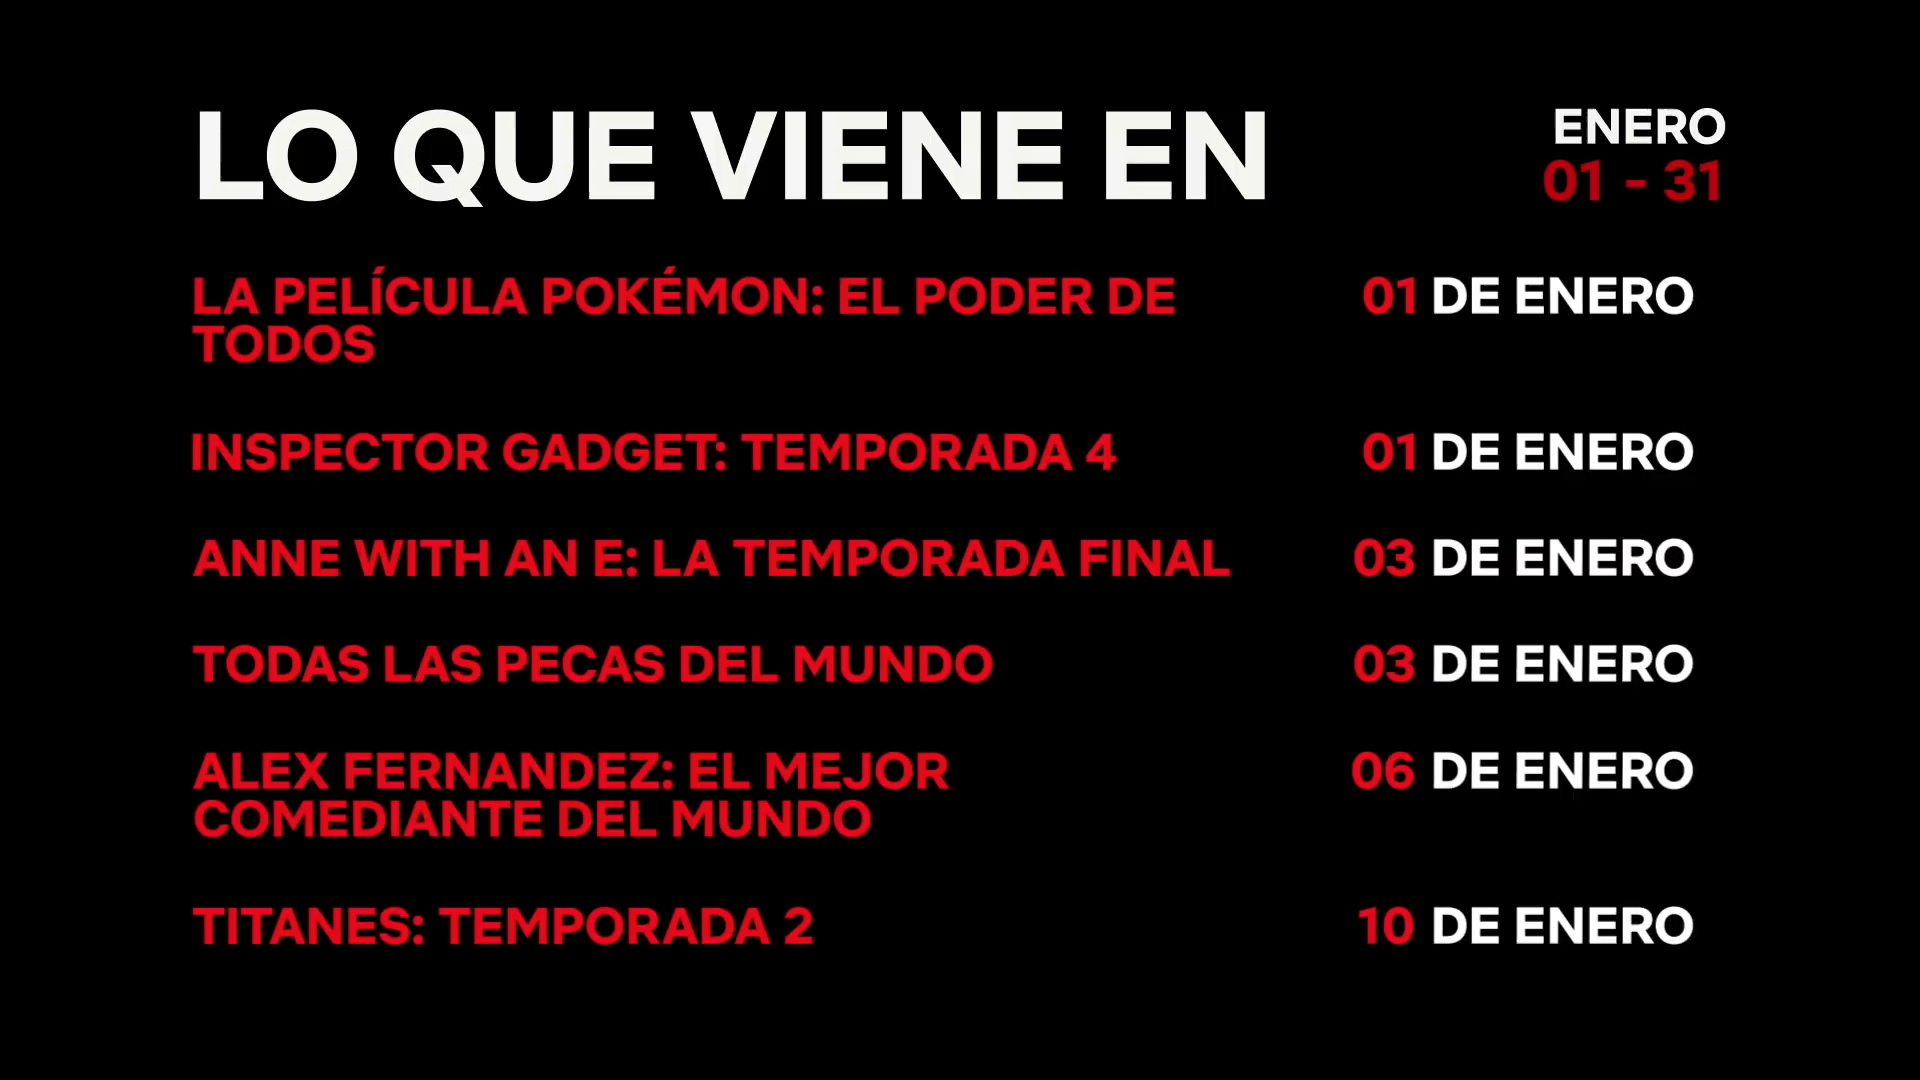 LO QUE VIENE EN
ENERO
01 - 31
LA PELÍCULA POKÉMON: EL PODER DE
TODOS
01 DE ENERO
INSPECTOR GADGET: TEMPORADA 4
01 DE ENERO
ANNE WITH AN E: LA TEMPORADA FINAL
03 DE ENERO
TODAS LAS PECAS DEL MUNDO
03 DE ENERO
ALEX FERNANDEZ: EL MEJOR
COMEDIANTE DEL MUNDO
06 DE ENERO
TITANES: TEMPORADA 2
10 DE ENERO